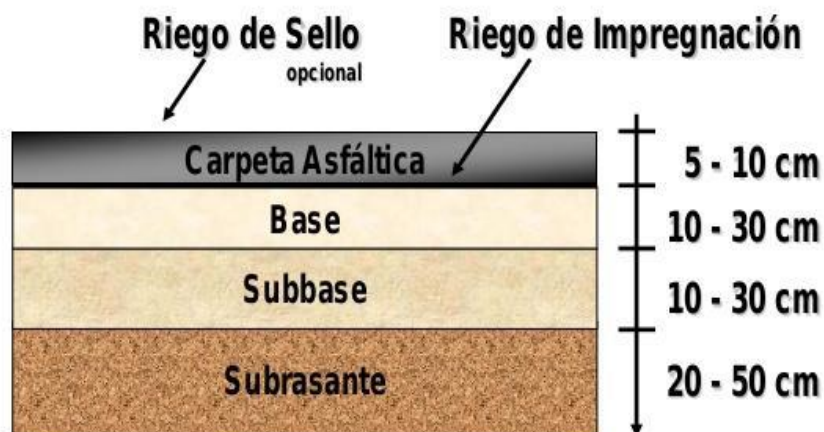 Riego de Sello
opcional
Riego de Impregnación
Carpeta Asfáltica
5 - 10 cm
Base
10 - 30 cm
Subbase
10 - 30 cm
Subrasante
20 - 50 cm